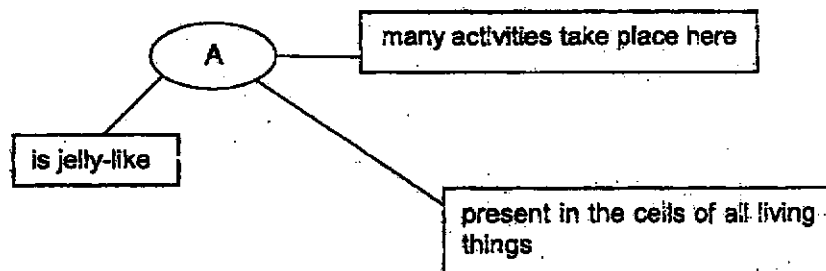 A
many activities take place here
is jelly-like
present in the cells of all living
things